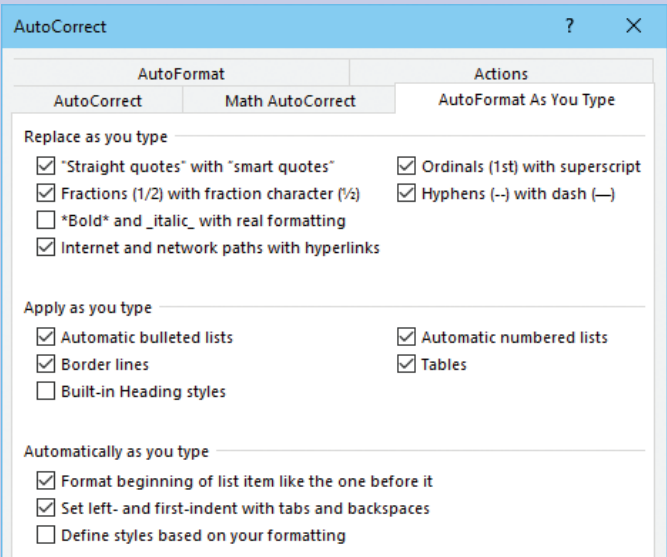 AutoCorrect ? ×
AutoFormat Actions
AutoCorrect Math AutoCorrect AutoFormat As You Type
Replace as you type
"Straight quotes" with “smart quotes” Ordinals (1st) with superscript
Fractions (1/2) with fraction character (½) Hyphens (--) with dash (—)
*Bold* and _italic_ with real formatting
Internet and network paths with hyperlinks
Apply as you type
Automatic bulleted lists Automatic numbered lists
Border lines Tables
Built-in Heading styles
Automatically as you type
Format beginning of list item like the one before it
Set left- and first-indent with tabs and backspaces
Define styles based on your formatting